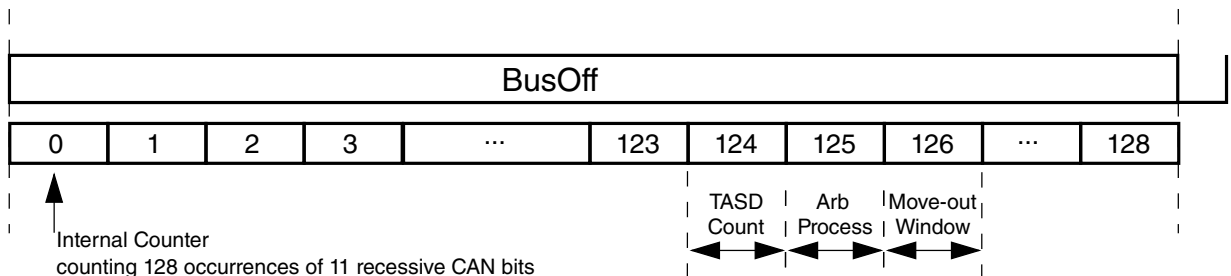 BusOff
0 1 2 3 ... 123 124 125 126 ... 128
TASD Arb Move-out
Count Process Window
Internal Counter
counting 128 occurrences of 11 recessive CAN bits